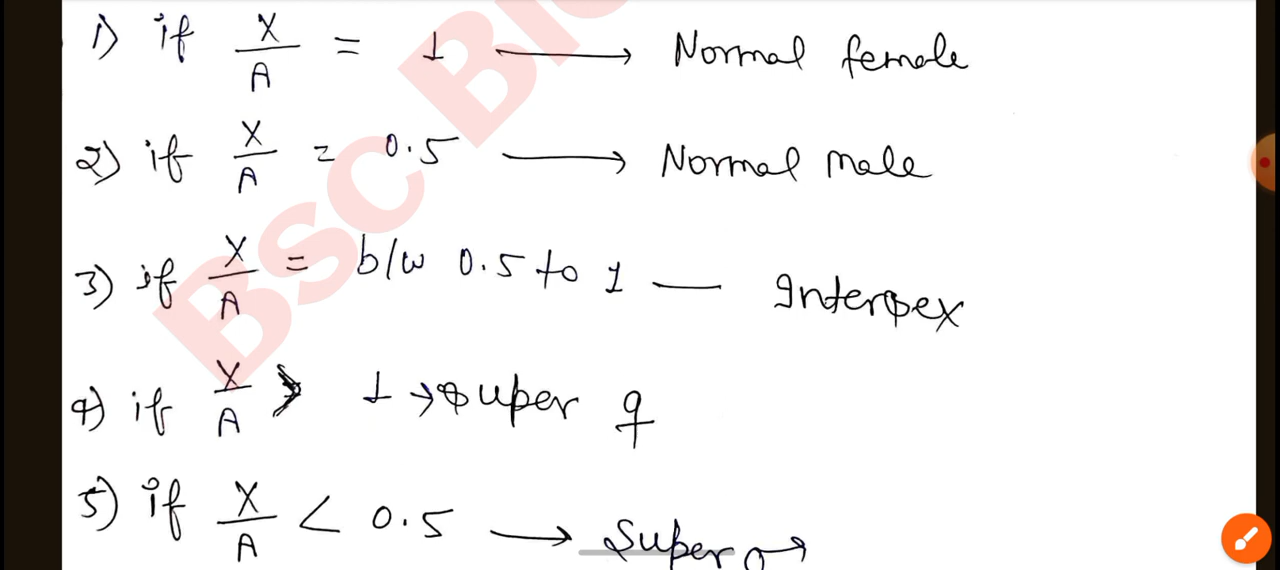 1) if X/A = 1 ⟶ Normal female
2) if X/A = 0.5 ⟶ Normal male
3) if X/A = b/w 0.5 to 1 — Intersex
4) if X/A > 1 → super ♀
5) if X/A < 0.5 ⟶ Super ♂
BSC